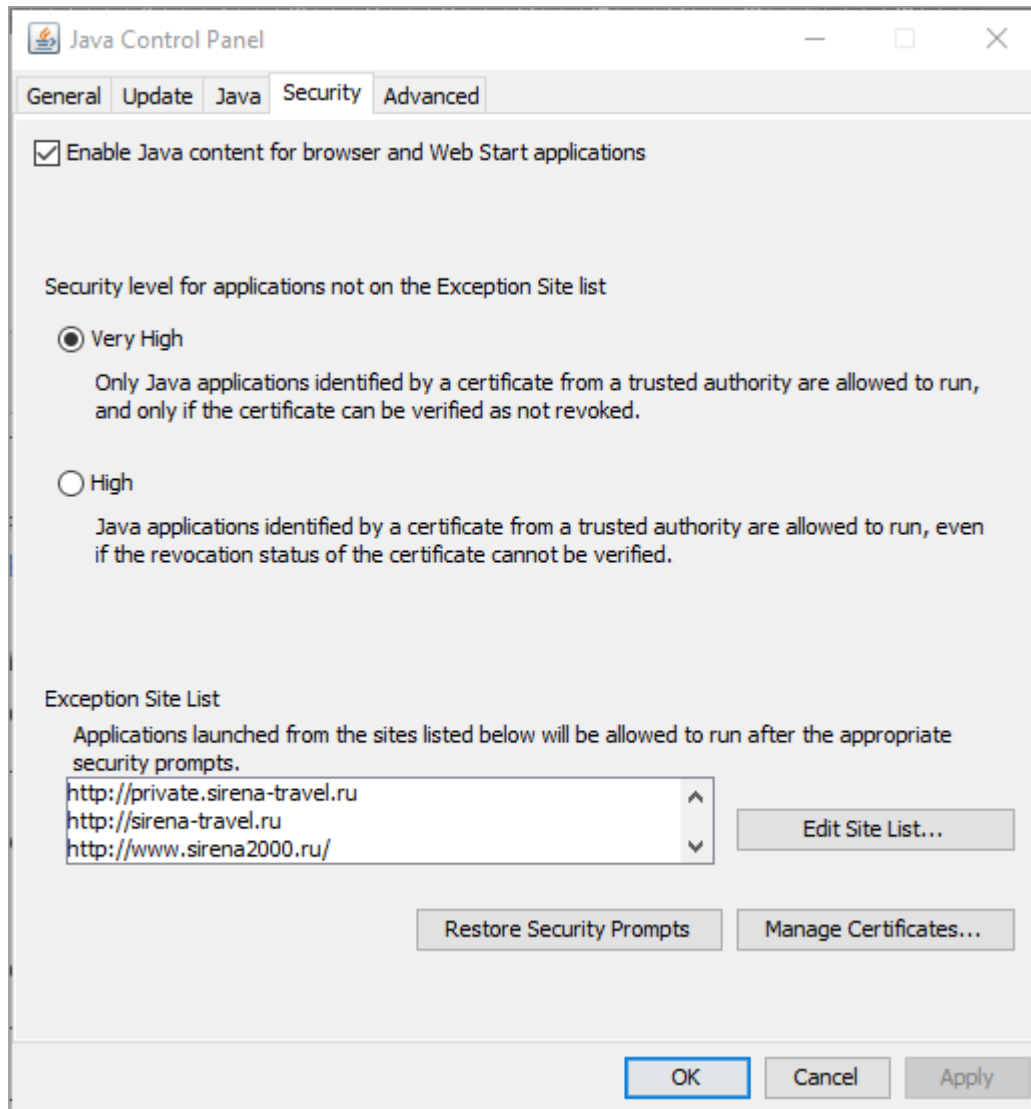 Java Control Panel
General Update Java Security Advanced
Enable Java content for browser and Web Start applications
Security level for applications not on the Exception Site list
Very High
Only Java applications identified by a certificate from a trusted authority are allowed to run,
and only if the certificate can be verified as not revoked.
High
Java applications identified by a certificate from a trusted authority are allowed to run, even
if the revocation status of the certificate cannot be verified.
Exception Site List
Applications launched from the sites listed below will be allowed to run after the appropriate
security prompts.
http://private.sirena-travel.ru
http://sirena-travel.ru
http://www.sirena2000.ru/
Edit Site List...
Restore Security Prompts Manage Certificates...
OK Cancel Apply